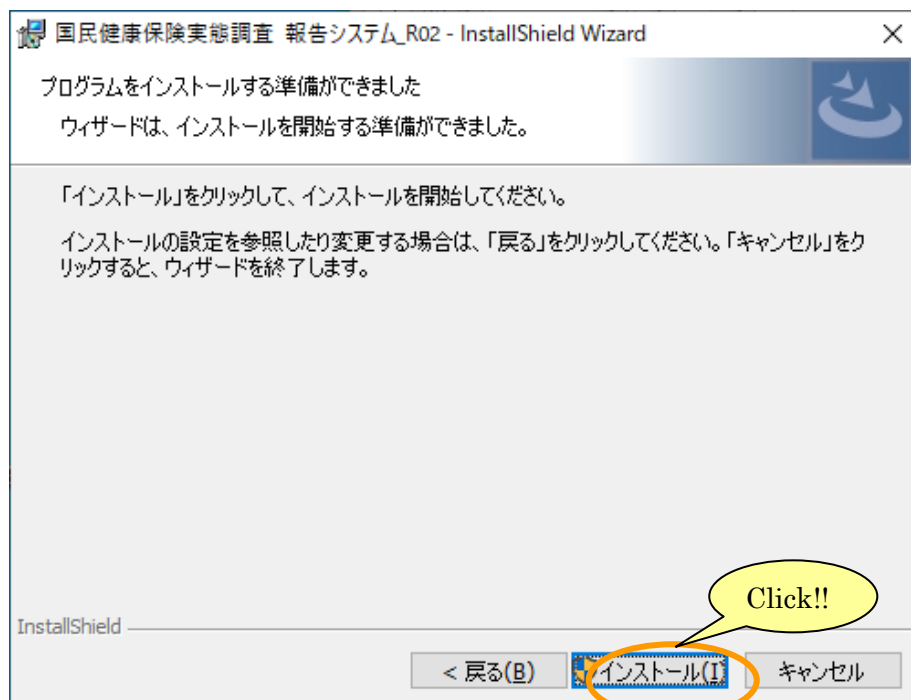 国民健康保険実態調査 報告システム_R02 - InstallShield Wizard
プログラムをインストールする準備ができました
ウィザードは、インストールを開始する準備ができました。
「インストール」をクリックして、インストールを開始してください。
インストールの設定を参照したり変更する場合は、「戻る」をクリックしてください。「キャンセル」をク
リックすると、ウィザードを終了します。
Click!!
InstallShield
< 戻る(B) インストール(I) キャンセル